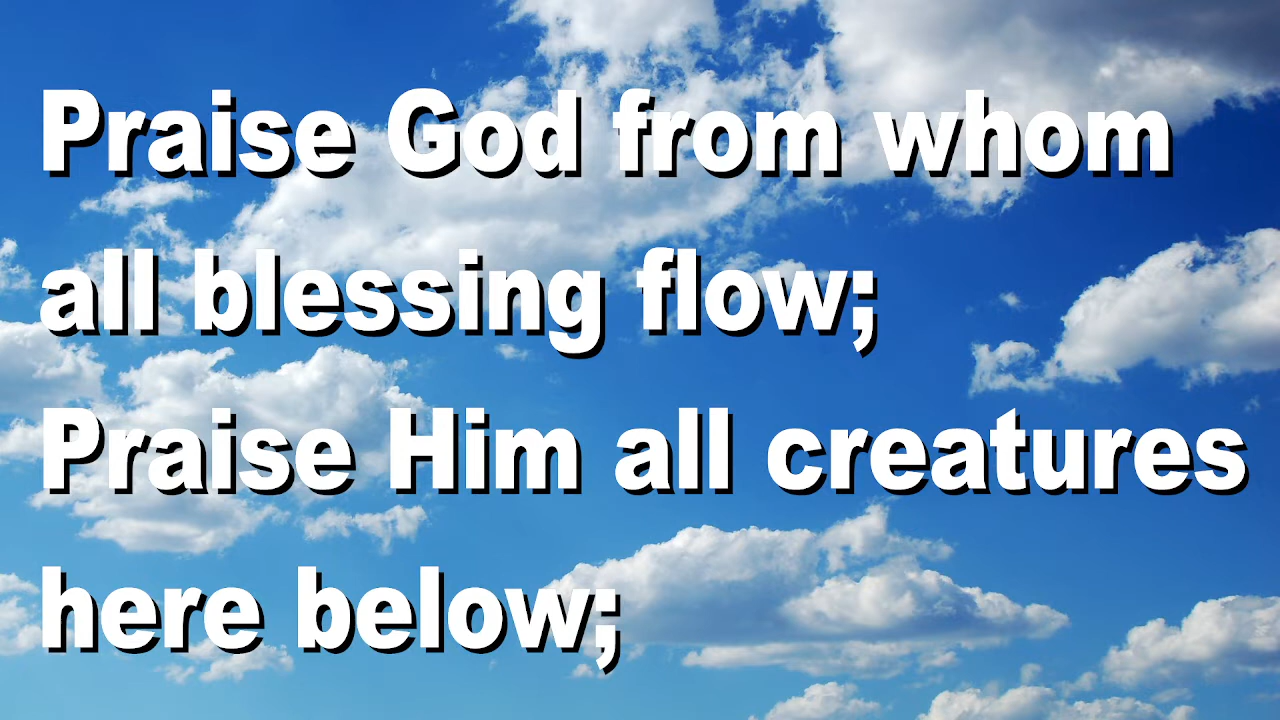 Praise God from whom
all blessing flow;
Praise Him all creatures
here below;